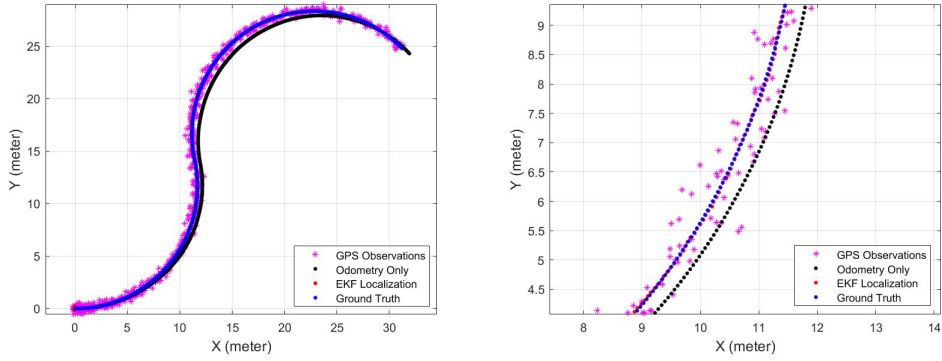 25
20
15
10
5
0
0
5
10
15
20
25
30
Y (meter)
X (meter)
GPS Observations
Odometry Only
EKF Localization
Ground Truth
9
8.5
8
7.5
7
6.5
6
5.5
5
4.5
8
9
10
11
12
13
14
Y (meter)
X (meter)
GPS Observations
Odometry Only
EKF Localization
Ground Truth